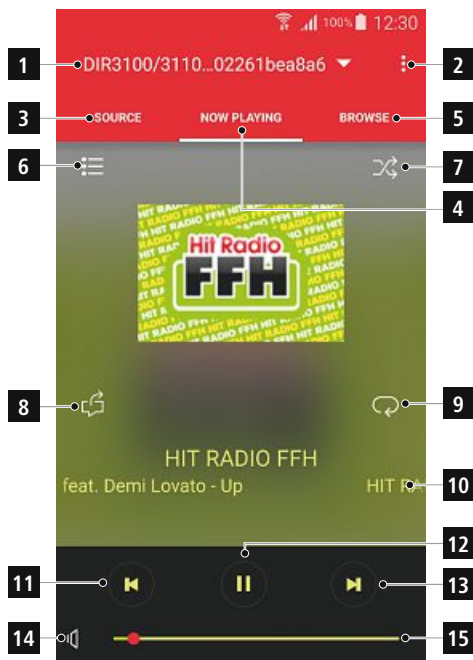 100% 12:30
1 DIR3100/3110...02261bea8a6 2
3 SOURCE NOW PLAYING BROWSE 5
6 7
4
Hit Radio
FFH
8 9
HIT RADIO FFH
feat. Demi Lovato - Up HIT RA 10
12
11 13
14 15